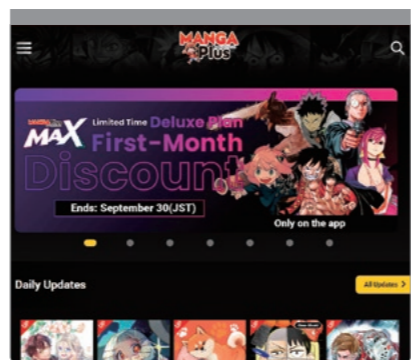 MANGA
Plus
MAX
Limited Time Deluxe Plan
First-Month
Discount
Ends: September 30(JST)
Only on the app
Daily Updates
All Updates